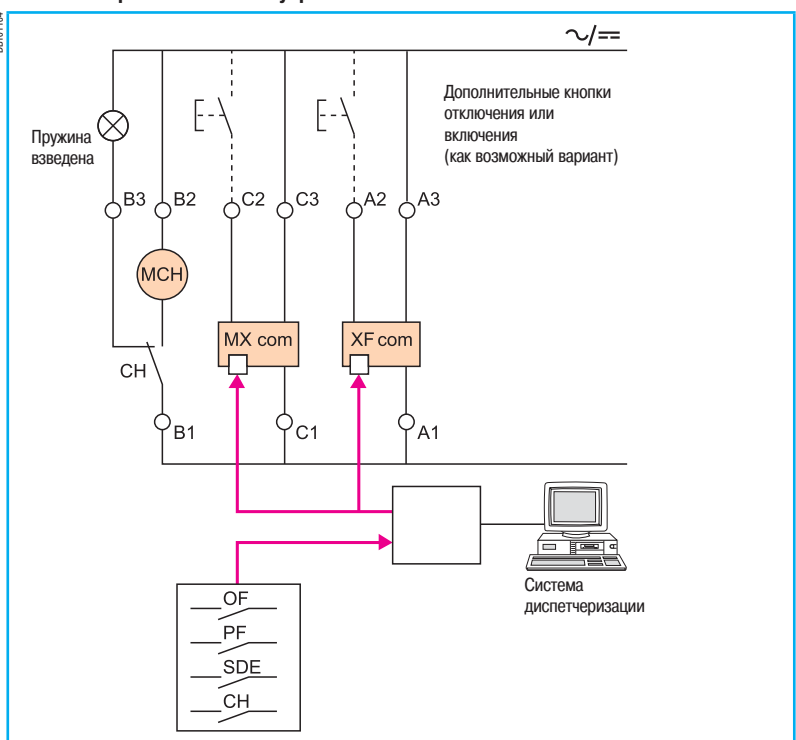 ~/==
Дополнительные кнопки
отключения или
включения
(как возможный вариант)
Пружина
взведена
B3
B2
C2
C3
A2
A3
MCH
MX com
XF com
CH
B1
C1
A1
OF
PF
SDE
CH
Система
диспетчеризации